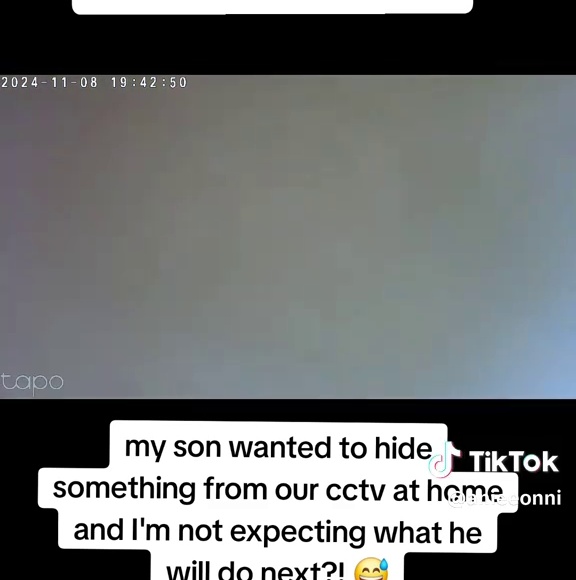 2024-11-08 19:42:50
tapo
my son wanted to hide
TikTok
something from our cctv at home
and I'm not expecting what he
will do next?! 😅